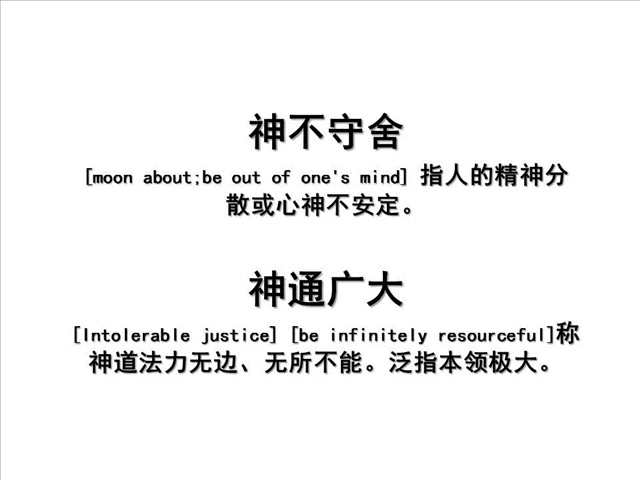 神不守舍
[moon about;be out of one's mind] 指人的精神分
散或心神不安定。
神通广大
[Intolerable justice] [be infinitely resourceful]称
神道法力无边、无所不能。泛指本领极大。